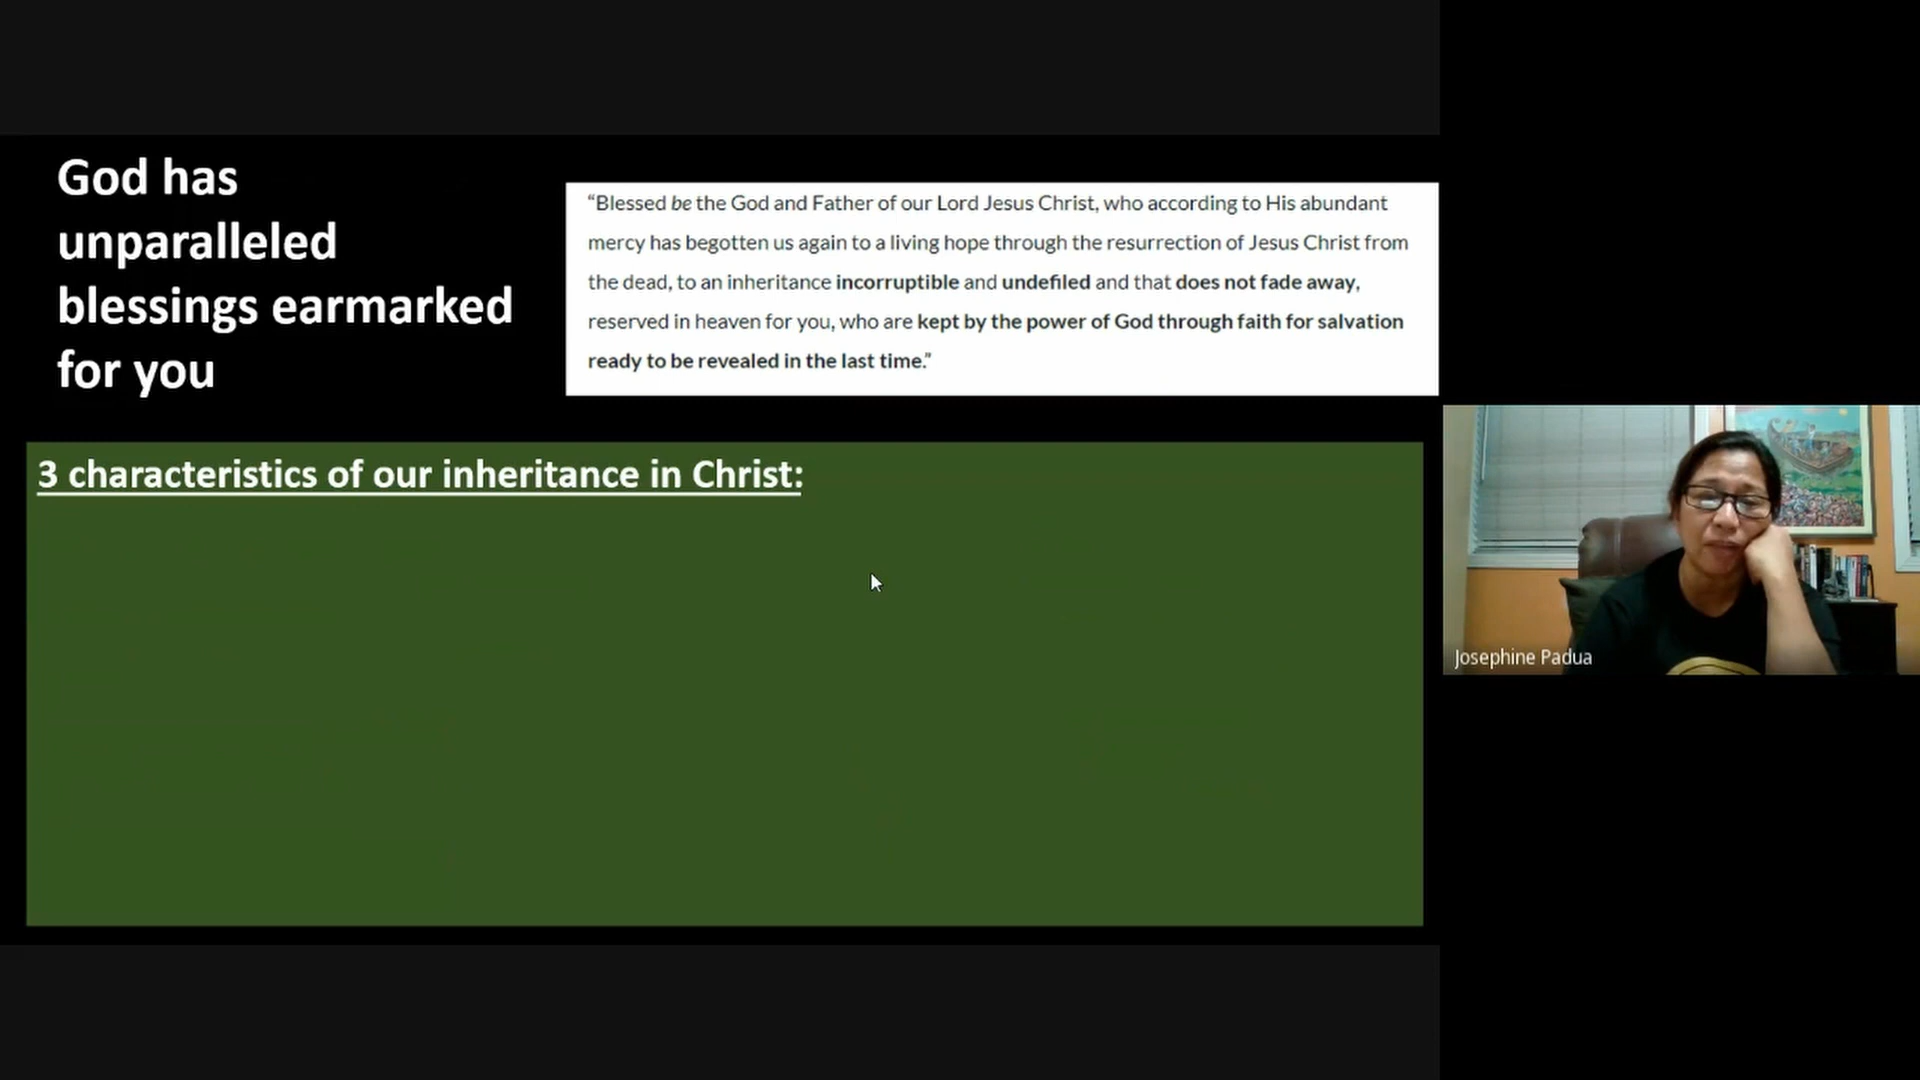 God has
unparalleled
blessings earmarked
for you
“Blessed be the God and Father of our Lord Jesus Christ, who according to His abundant
mercy has begotten us again to a living hope through the resurrection of Jesus Christ from
the dead, to an inheritance incorruptible and undefiled and that does not fade away,
reserved in heaven for you, who are kept by the power of God through faith for salvation
ready to be revealed in the last time.”
3 characteristics of our inheritance in Christ:
Josephine Padua